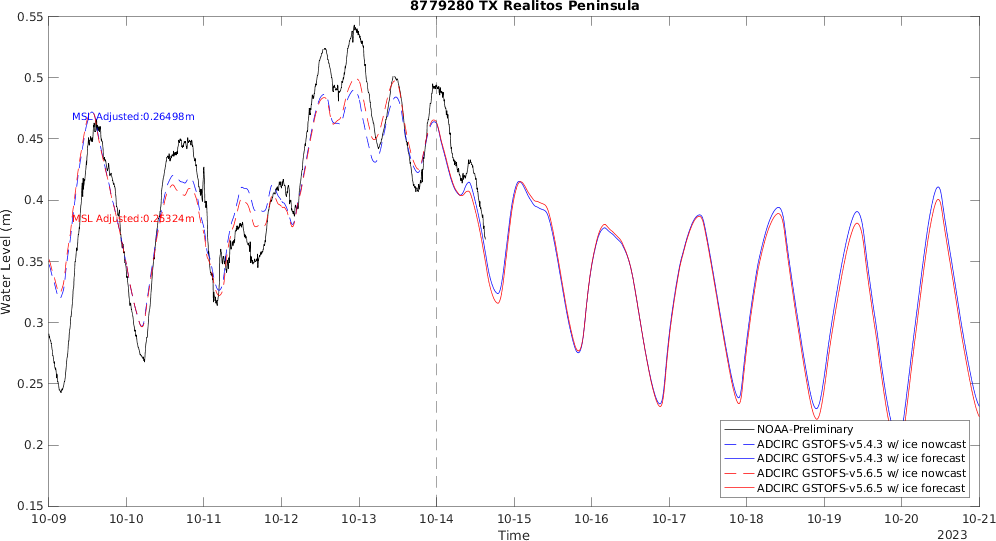 8779280 TX Realitos Peninsula
0.55
0.5
0.45
0.4
0.35
0.3
0.25
0.2
0.15
Water Level (m)
MSL Adjusted:0.26498m
MSL Adjusted:0.25324m
NOAA-Preliminary
ADCIRC GSTOFS-v5.4.3 w/ ice nowcast
ADCIRC GSTOFS-v5.4.3 w/ ice forecast
ADCIRC GSTOFS-v5.6.5 w/ ice nowcast
ADCIRC GSTOFS-v5.6.5 w/ ice forecast
10-09 10-10 10-11 10-12 10-13 10-14 10-15 10-16 10-17 10-18 10-19 10-20 10-21
Time
2023